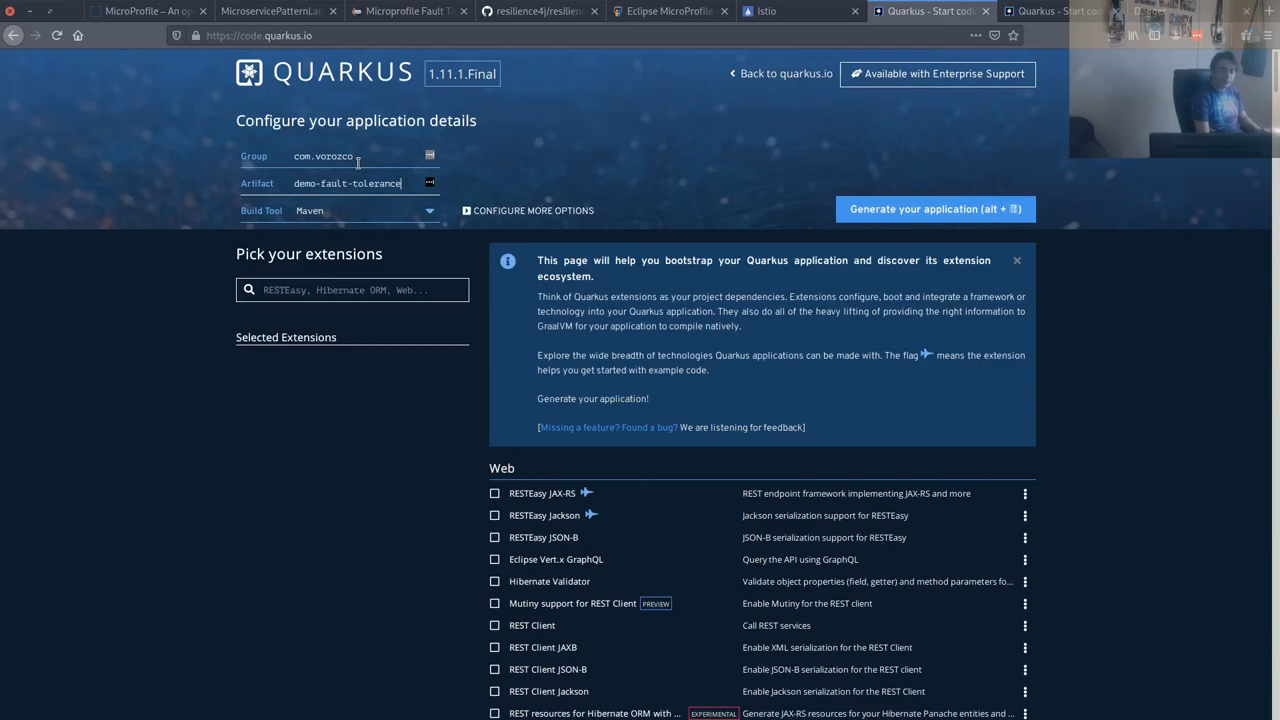 MicroProfile – An op
MicroservicePatternLan
Microprofile Fault To
resilience4j/resilienc
Eclipse MicroProfile
Istio
Quarkus - Start codi
Quarkus - Start co
https://code.quarkus.io
QUARKUS
1.11.1.Final
Back to quarkus.io
Available with Enterprise Support
Configure your application details
Group com.vorozco
Artifact demo-fault-tolerance
Build Tool Maven
CONFIGURE MORE OPTIONS
Generate your application (alt + ⏎)
Pick your extensions
RESTEasy, Hibernate ORM, Web...
Selected Extensions
This page will help you bootstrap your Quarkus application and discover its extension
ecosystem.
Think of Quarkus extensions as your project dependencies. Extensions configure, boot and integrate a framework or
technology into your Quarkus application. They also do all of the heavy lifting of providing the right information to
GraalVM for your application to compile natively.
Explore the wide breadth of technologies Quarkus applications can be made with. The flag means the extension
helps you get started with example code.
Generate your application!
[Missing a feature? Found a bug? We are listening for feedback]
Web
RESTEasy JAX-RS REST endpoint framework implementing JAX-RS and more
RESTEasy Jackson Jackson serialization support for RESTEasy
RESTEasy JSON-B JSON-B serialization support for RESTEasy
Eclipse Vert.x GraphQL Query the API using GraphQL
Hibernate Validator Validate object properties (field, getter) and method parameters fo...
Mutiny support for REST Client PREVIEW Enable Mutiny for the REST client
REST Client Call REST services
REST Client JAXB Enable XML serialization for the REST Client
REST Client JSON-B Enable JSON-B serialization for the REST client
REST Client Jackson Enable Jackson serialization for the REST Client
REST resources for Hibernate ORM with ... EXPERIMENTAL Generate JAX-RS resources for your Hibernate Panache entities and ...